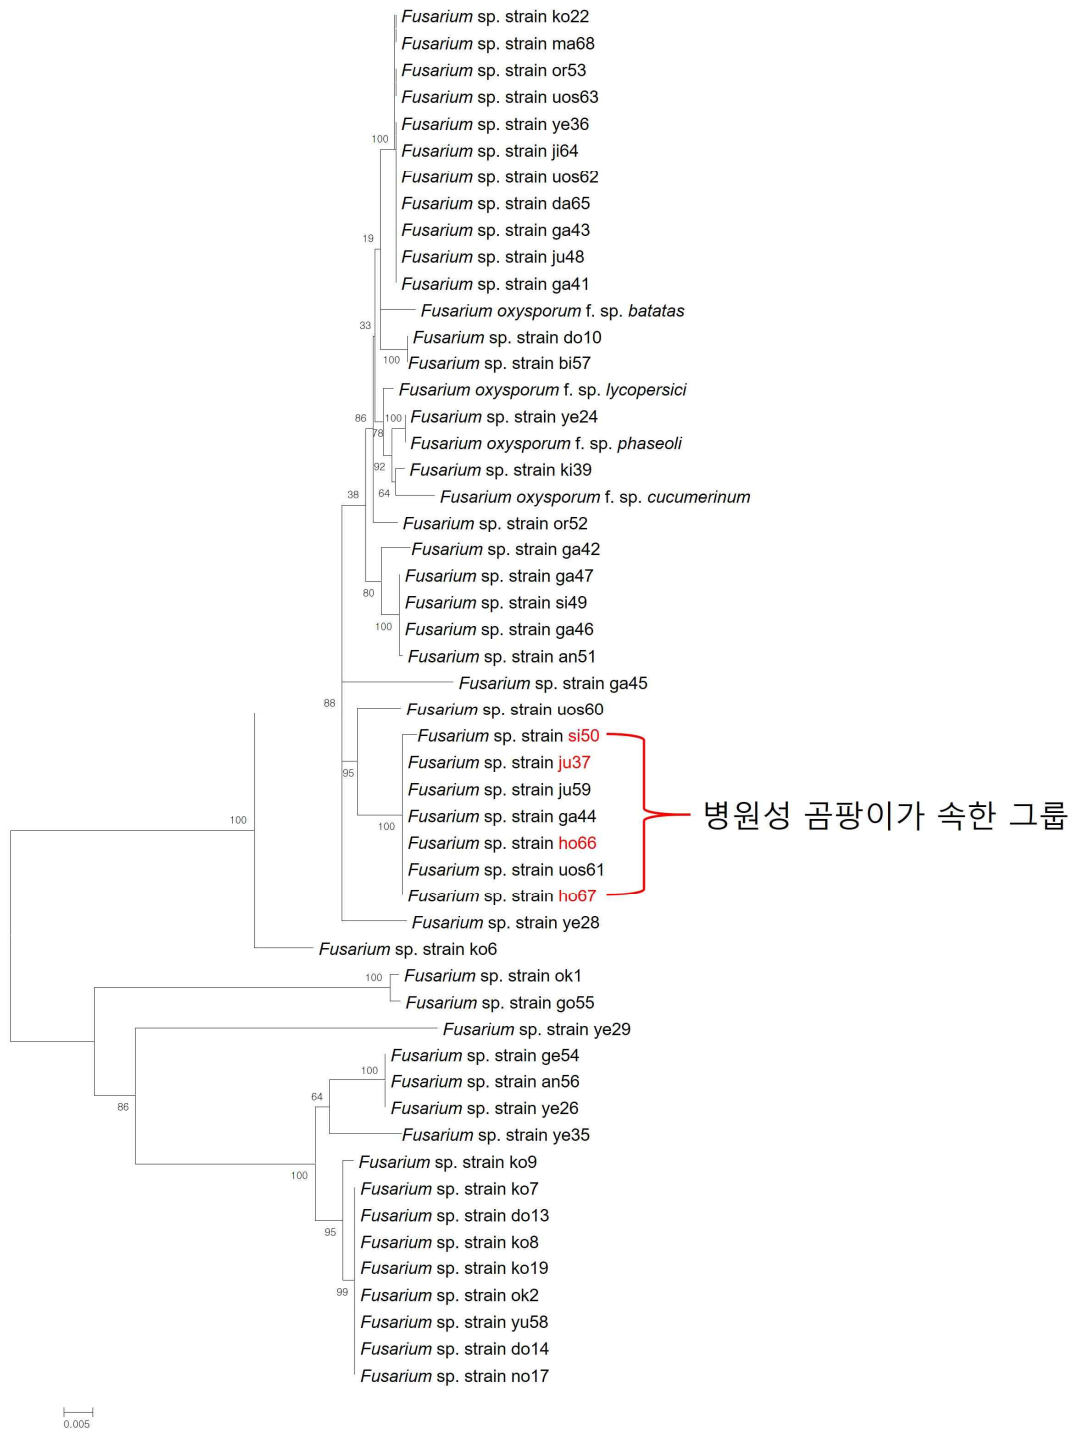 Fusarium sp. strain ko22
Fusarium sp. strain ma68
Fusarium sp. strain or53
Fusarium sp. strain uos63
Fusarium sp. strain ye36
100
Fusarium sp. strain ji64
Fusarium sp. strain uos62
Fusarium sp. strain da65
Fusarium sp. strain ga43
19
Fusarium sp. strain ju48
Fusarium sp. strain ga41
Fusarium oxysporum f. sp. batatas
33
Fusarium sp. strain do10
100
Fusarium sp. strain bi57
Fusarium oxysporum f. sp. lycopersici
86
100
Fusarium sp. strain ye24
78
Fusarium oxysporum f. sp. phaseoli
92
Fusarium sp. strain ki39
38
64
Fusarium oxysporum f. sp. cucumerinum
Fusarium sp. strain or52
Fusarium sp. strain ga42
Fusarium sp. strain ga47
80
Fusarium sp. strain si49
100
Fusarium sp. strain ga46
Fusarium sp. strain an51
Fusarium sp. strain ga45
88
Fusarium sp. strain uos60
Fusarium sp. strain si50
Fusarium sp. strain ju37
95
Fusarium sp. strain ju59
Fusarium sp. strain ga44
병원성 곰팡이가 속한 그룹
100
100
Fusarium sp. strain ho66
Fusarium sp. strain uos61
Fusarium sp. strain ho67
Fusarium sp. strain ye28
Fusarium sp. strain ko6
100
Fusarium sp. strain ok1
Fusarium sp. strain go55
Fusarium sp. strain ye29
Fusarium sp. strain ge54
100
Fusarium sp. strain an56
64
86
Fusarium sp. strain ye26
Fusarium sp. strain ye35
Fusarium sp. strain ko9
100
Fusarium sp. strain ko7
Fusarium sp. strain do13
95
Fusarium sp. strain ko8
Fusarium sp. strain ko19
99
Fusarium sp. strain ok2
Fusarium sp. strain yu58
Fusarium sp. strain do14
Fusarium sp. strain no17
0.005